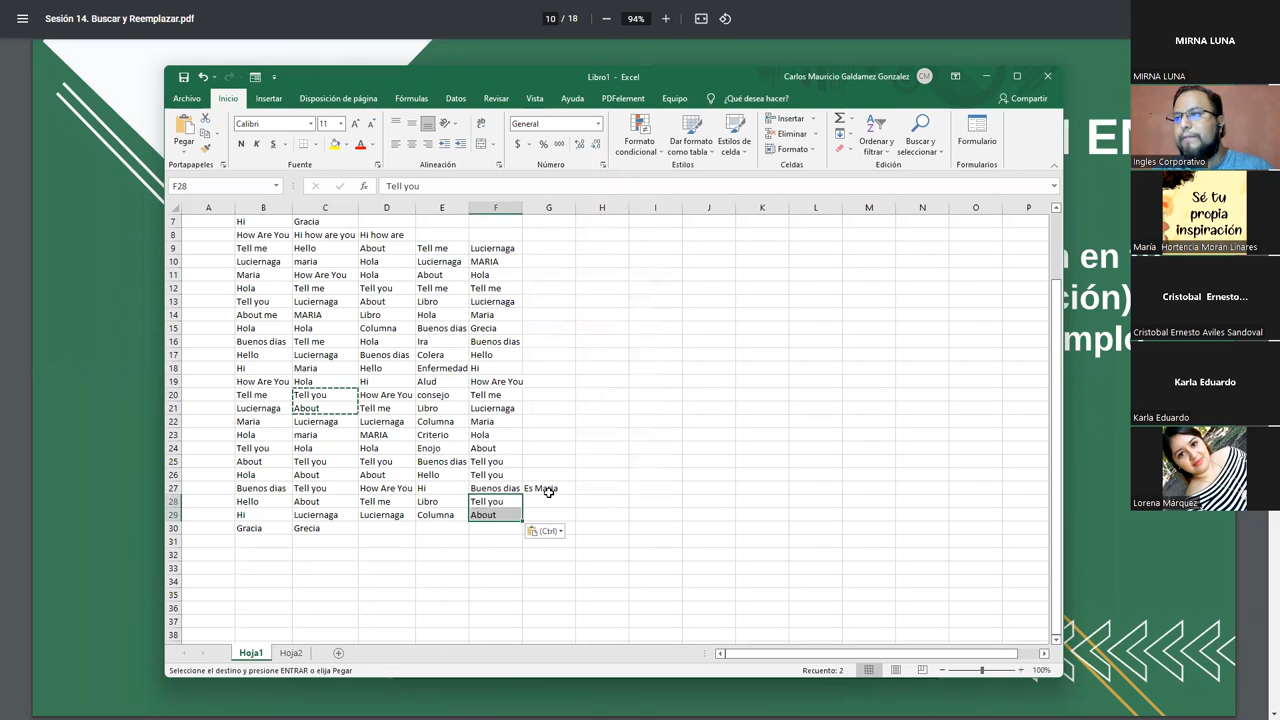 Sesión 14. Buscar y Reemplazar.pdf
10 / 18
94%
Libro1 - Excel
Carlos Mauricio Galdamez Gonzalez
CM
Archivo Inicio Insertar Disposición de página Fórmulas Datos Revisar Vista Ayuda PDFelement Equipo ¿Qué desea hacer? Compartir
Pegar
Calibri 11
General
N K S
Formato condicional
Dar formato como tabla
Estilos de celda
Insertar
Eliminar
Formato
Ordenar y filtrar
Buscar y seleccionar
Formulario
Portapapeles Fuente Alineación Número Estilos Celdas Edición Formularios
F28 Tell you
A B C D E F G H I J K L M N O P
7 Hi Gracia
8 How Are You Hi how are you Hi how are
9 Tell me Hello About Tell me Luciernaga
10 Luciernaga maria Hola Luciernaga MARIA
11 Maria How Are You Hola About Hola
12 Hola Tell me Tell you Tell me Tell me
13 Tell you Luciernaga About Libro Luciernaga
14 About me MARIA Libro Hola Maria
15 Hola Hola Columna Buenos dias Grecia
16 Buenos dias Tell me Hola Ira Buenos dias
17 Hello Luciernaga Buenos dias Colera Hello
18 Hi Maria Hello Enfermedad Hi
19 How Are You Hola Hi Alud How Are You
20 Tell me Tell you How Are You consejo Tell me
21 Luciernaga About Tell me Libro Luciernaga
22 Maria Luciernaga Luciernaga Columna Maria
23 Hola maria MARIA Criterio Hola
24 Tell you Hola Hola Enojo About
25 About Tell you Tell you Buenos dias Tell you
26 Hola About About Hello Tell you
27 Buenos dias Tell you How Are You Hi Buenos dias Es Maria
28 Hello About Tell me Libro Tell you
29 Hi Luciernaga Luciernaga Columna About
30 Gracia Grecia
(Ctrl)
31
32
33
34
35
36
37
38
Hoja1 Hoja2
Seleccione el destino y presione ENTRAR o elija Pegar
Recuento: 2
100%
MIRNA LUNA
MIRNA LUNA
Ingles Corporativo
Sé tu
propia
inspiración
María Hortencia Morán Linares
Cristobal Ernesto...
Cristobal Ernesto Aviles Sandoval
Karla Eduardo
Karla Eduardo
Lorena Márquez